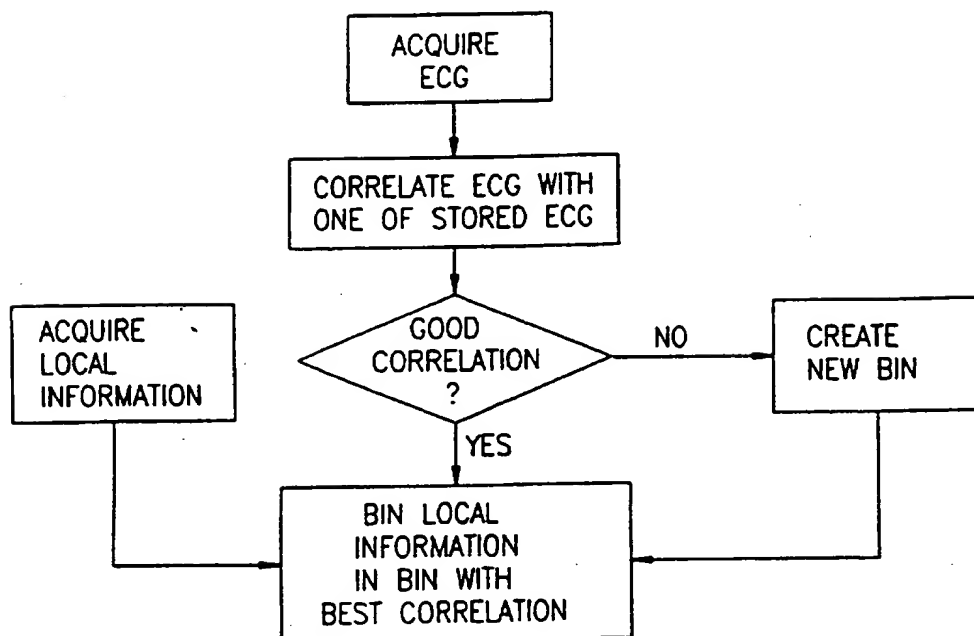 ACQUIRE
ECG
CORRELATE ECG WITH
ONE OF STORED ECG
ACQUIRE
LOCAL
INFORMATION
GOOD
CORRELATION
?
NO
CREATE
NEW BIN
YES
BIN LOCAL
INFORMATION
IN BIN WITH
BEST CORRELATION